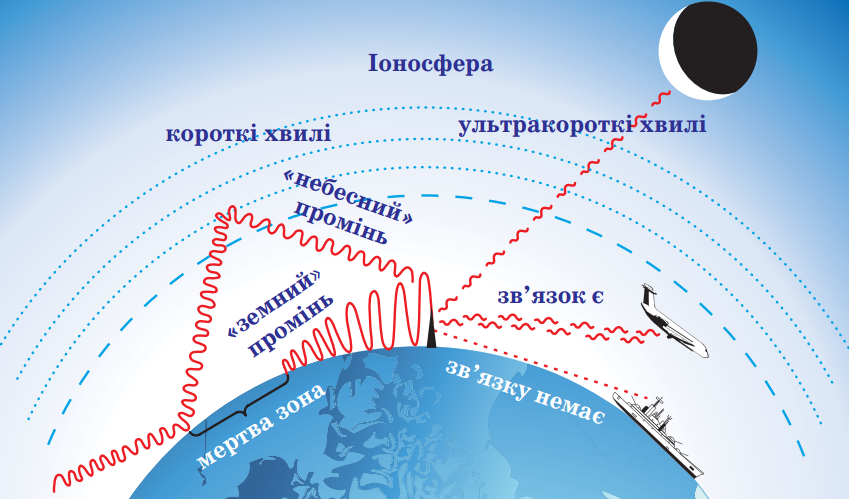 Іоносфера
короткі хвилі
ультракороткі хвилі
«небесний»
промінь
«земний»
промінь
зв’язок є
зв’язку немає
мертва зона